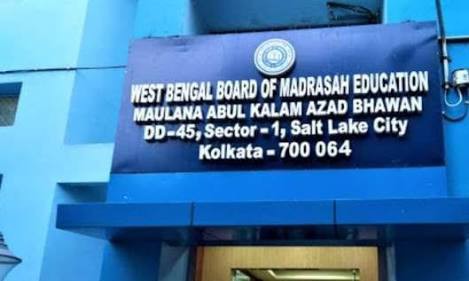 WEST BENGAL BOARD OF MADRASAH EDUCATION
MAULANA ABUL KALAM AZAD BHAWAN
DD-45, Sector-1, Salt Lake City
Kolkata-700 064